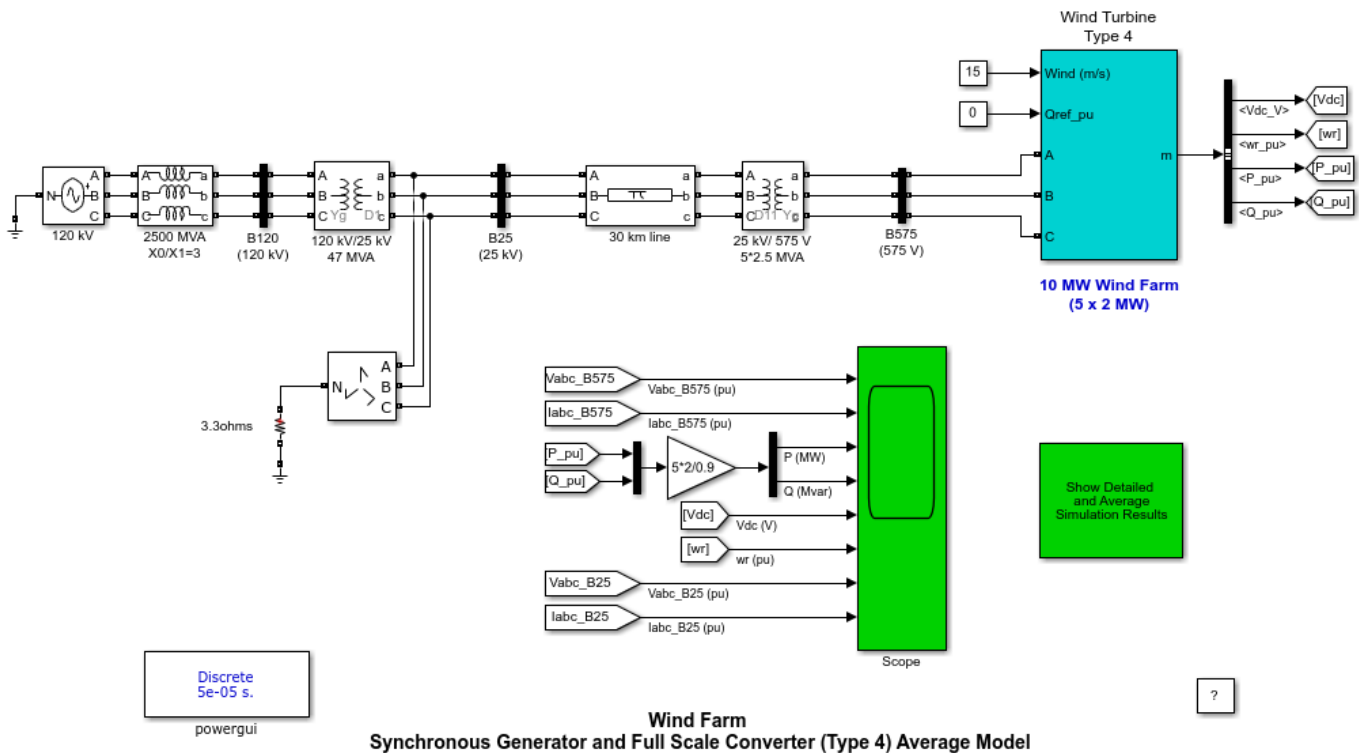 Wind Turbine
Type 4
15
Wind (m/s)
0
Qref_pu
A
B
C
m
<Vdc_V>
[Vdc]
<wr_pu>
[wr]
<P_pu>
[P_pu]
<Q_pu>
[Q_pu]
10 MW Wind Farm
(5 x 2 MW)
N
A
B
C
120 kV
A
B
C
a
b
c
2500 MVA
X0/X1=3
B120
(120 kV)
A
B
C
Yg
D1
a
b
c
120 kV/25 kV
47 MVA
B25
(25 kV)
A
B
C
a
b
c
30 km line
A
B
C
D11
Yg
a
b
c
25 kV/ 575 V
5*2.5 MVA
B575
(575 V)
N
A
B
C
3.3ohms
Vabc_B575
Vabc_B575 (pu)
Iabc_B575
Iabc_B575 (pu)
[P_pu]
[Q_pu]
5*2/0.9
P (MW)
Q (Mvar)
[Vdc]
Vdc (V)
[wr]
wr (pu)
Vabc_B25
Vabc_B25 (pu)
Iabc_B25
Iabc_B25 (pu)
Scope
Show Detailed
and Average
Simulation Results
Discrete
5e-05 s.
powergui
?
Wind Farm
Synchronous Generator and Full Scale Converter (Type 4) Average Model